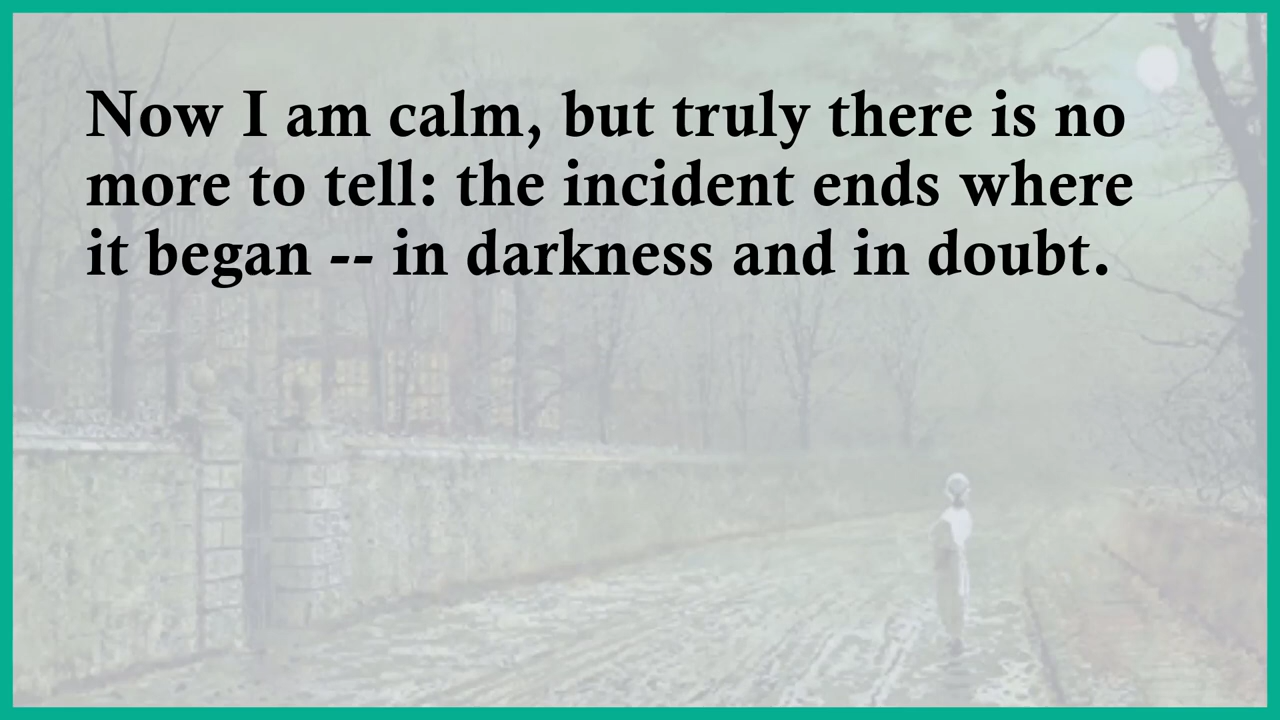 Now I am calm, but truly there is no
more to tell: the incident ends where
it began -- in darkness and in doubt.